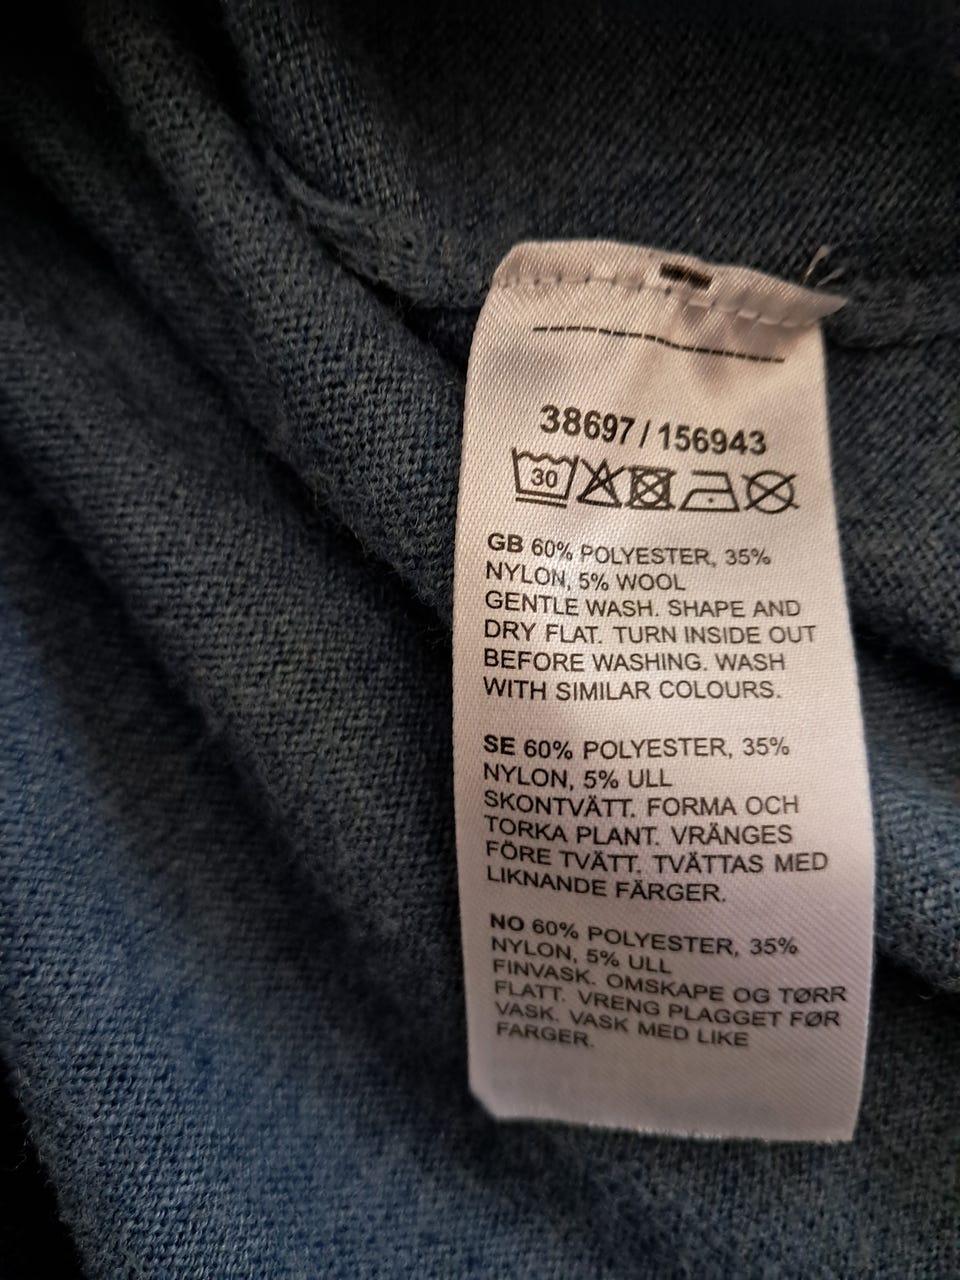 38697 / 156943
30
GB 60% POLYESTER, 35%
NYLON, 5% WOOL
GENTLE WASH. SHAPE AND
DRY FLAT. TURN INSIDE OUT
BEFORE WASHING. WASH
WITH SIMILAR COLOURS.
SE 60% POLYESTER, 35%
NYLON, 5% ULL
SKONTVÄTT. FORMA OCH
TORKA PLANT. VRÄNGES
FÖRE TVÄTT. TVÄTTAS MED
LIKNANDE FÄRGER.
NO 60% POLYESTER, 35%
NYLON, 5% ULL
FINVASK. OMSKAPE OG TØRR
FLATT. VRENG PLAGGET FØR
VASK. VASK MED LIKE
FARGER.